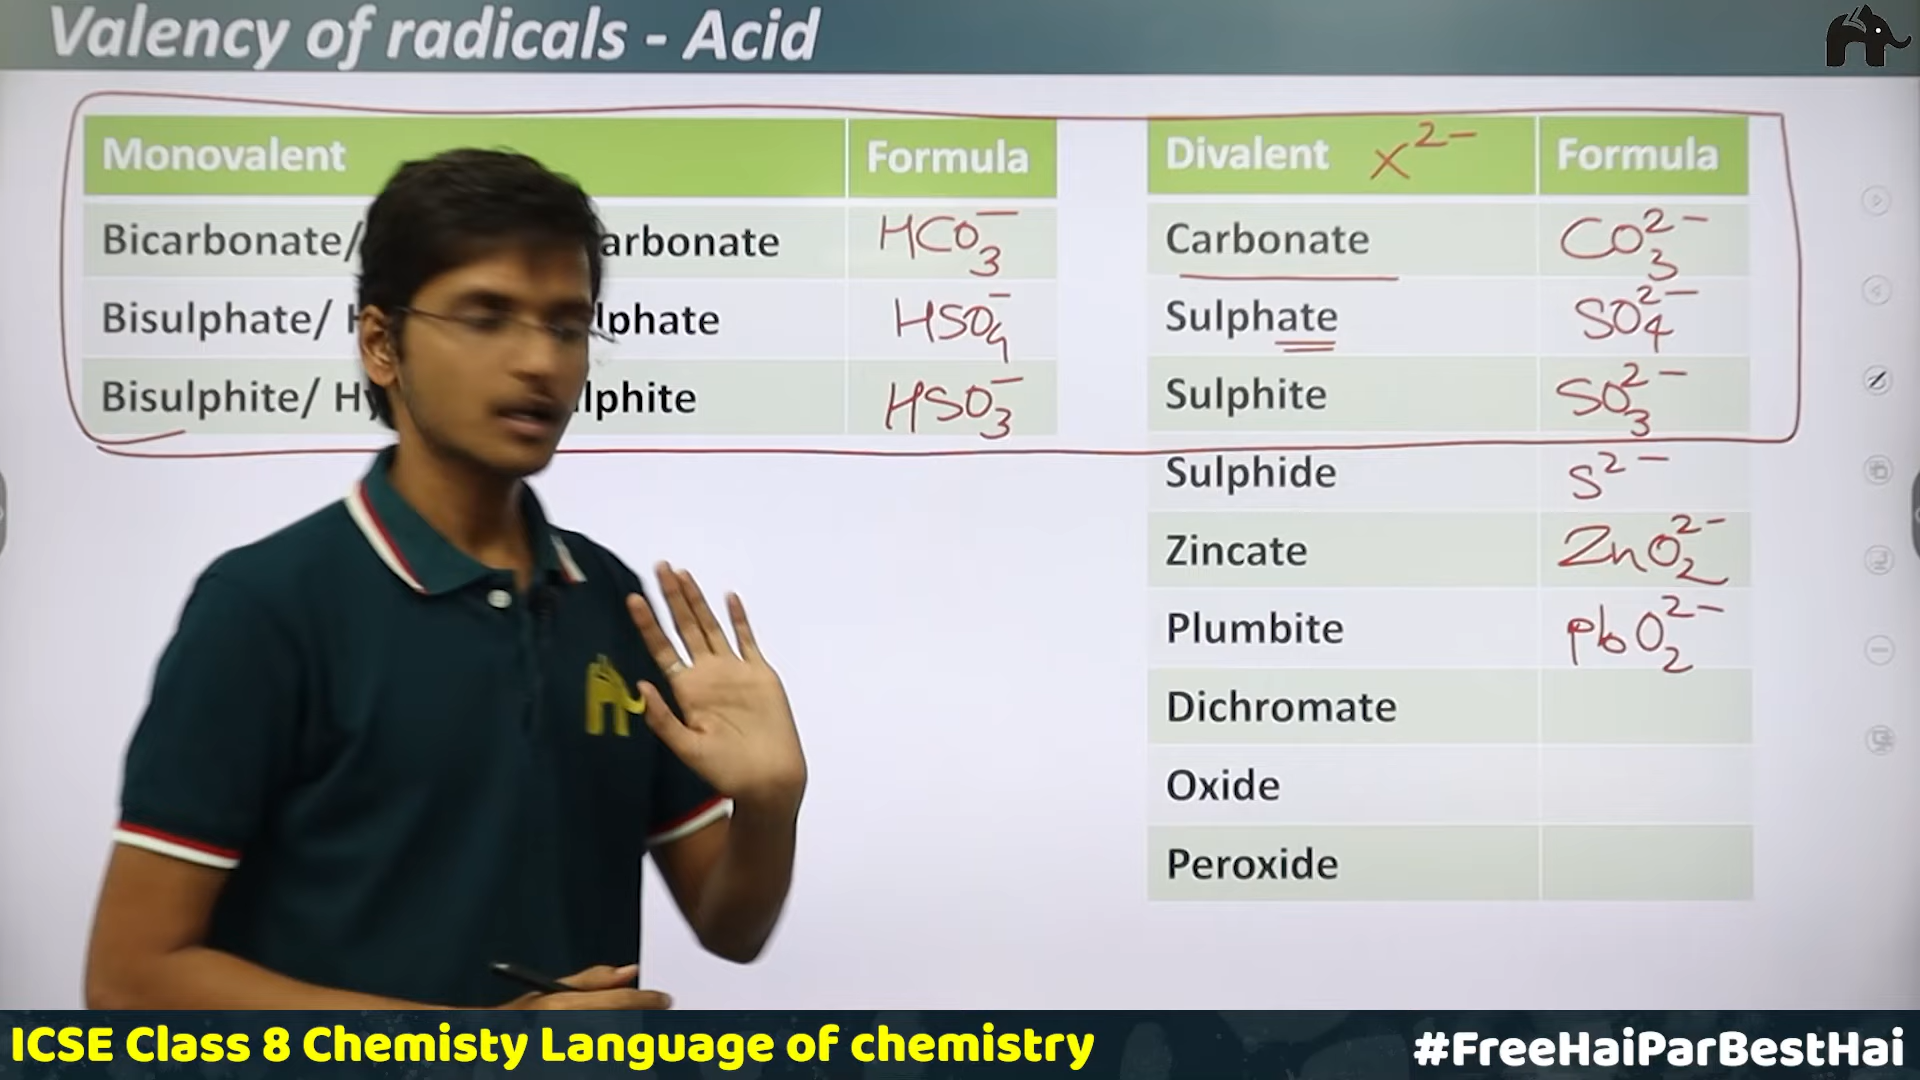 Valency of radicals - Acid
Monovalent Formula
Bicarbonate/ arbonate HCO₃⁻
Bisulphate/ H lphate HSO₄⁻
Bisulphite/ Hy lphite HSO₃⁻
Divalent X²⁻ Formula
Carbonate CO₃²⁻
Sulphate SO₄²⁻
Sulphite SO₃²⁻
Sulphide S²⁻
Zincate ZnO₂²⁻
Plumbite pbO₂²⁻
Dichromate
Oxide
Peroxide
ICSE Class 8 Chemisty Language of chemistry
#FreeHaiParBestHai